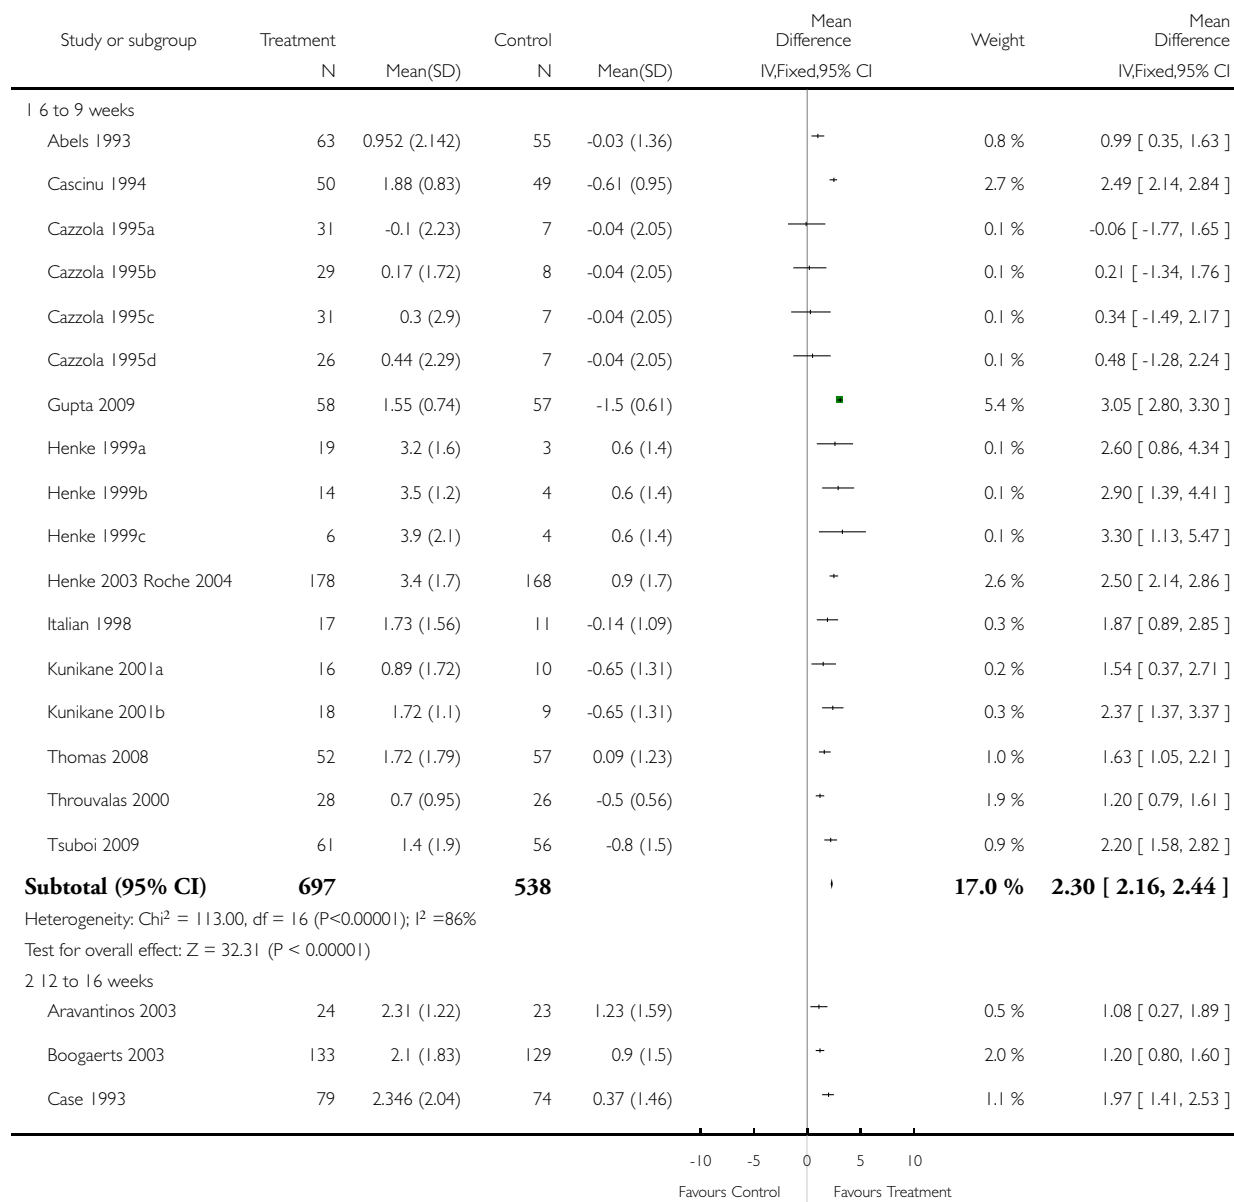 Study or subgroup Treatment Control Mean Difference Weight Mean Difference
N Mean(SD) N Mean(SD) IV,Fixed,95% CI IV,Fixed,95% CI
1 6 to 9 weeks
Abels 1993 63 0.952 (2.142) 55 -0.03 (1.36) 0.8 % 0.99 [ 0.35, 1.63 ]
Cascinu 1994 50 1.88 (0.83) 49 -0.61 (0.95) 2.7 % 2.49 [ 2.14, 2.84 ]
Cazzola 1995a 31 -0.1 (2.23) 7 -0.04 (2.05) 0.1 % -0.06 [ -1.77, 1.65 ]
Cazzola 1995b 29 0.17 (1.72) 8 -0.04 (2.05) 0.1 % 0.21 [ -1.34, 1.76 ]
Cazzola 1995c 31 0.3 (2.9) 7 -0.04 (2.05) 0.1 % 0.34 [ -1.49, 2.17 ]
Cazzola 1995d 26 0.44 (2.29) 7 -0.04 (2.05) 0.1 % 0.48 [ -1.28, 2.24 ]
Gupta 2009 58 1.55 (0.74) 57 -1.5 (0.61) 5.4 % 3.05 [ 2.80, 3.30 ]
Henke 1999a 19 3.2 (1.6) 3 0.6 (1.4) 0.1 % 2.60 [ 0.86, 4.34 ]
Henke 1999b 14 3.5 (1.2) 4 0.6 (1.4) 0.1 % 2.90 [ 1.39, 4.41 ]
Henke 1999c 6 3.9 (2.1) 4 0.6 (1.4) 0.1 % 3.30 [ 1.13, 5.47 ]
Henke 2003 Roche 2004 178 3.4 (1.7) 168 0.9 (1.7) 2.6 % 2.50 [ 2.14, 2.86 ]
Italian 1998 17 1.73 (1.56) 11 -0.14 (1.09) 0.3 % 1.87 [ 0.89, 2.85 ]
Kunikane 2001a 16 0.89 (1.72) 10 -0.65 (1.31) 0.2 % 1.54 [ 0.37, 2.71 ]
Kunikane 2001b 18 1.72 (1.1) 9 -0.65 (1.31) 0.3 % 2.37 [ 1.37, 3.37 ]
Thomas 2008 52 1.72 (1.79) 57 0.09 (1.23) 1.0 % 1.63 [ 1.05, 2.21 ]
Throuvalas 2000 28 0.7 (0.95) 26 -0.5 (0.56) 1.9 % 1.20 [ 0.79, 1.61 ]
Tsuboi 2009 61 1.4 (1.9) 56 -0.8 (1.5) 0.9 % 2.20 [ 1.58, 2.82 ]
Subtotal (95% CI) 697 538 17.0 % 2.30 [ 2.16, 2.44 ]
Heterogeneity: Chi² = 113.00, df = 16 (P<0.00001); I² =86%
Test for overall effect: Z = 32.31 (P < 0.00001)
2 12 to 16 weeks
Aravantinos 2003 24 2.31 (1.22) 23 1.23 (1.59) 0.5 % 1.08 [ 0.27, 1.89 ]
Boogaerts 2003 133 2.1 (1.83) 129 0.9 (1.5) 2.0 % 1.20 [ 0.80, 1.60 ]
Case 1993 79 2.346 (2.04) 74 0.37 (1.46) 1.1 % 1.97 [ 1.41, 2.53 ]
-10 -5 0 5 10
Favours Control Favours Treatment